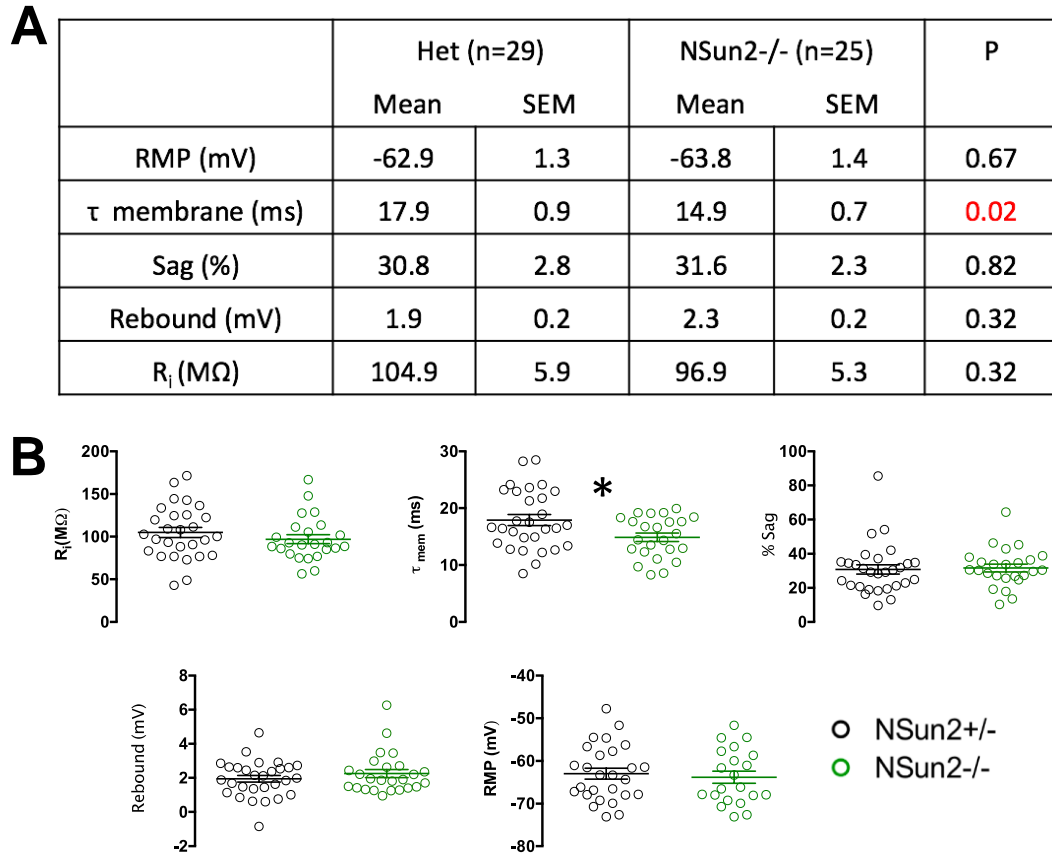 A
Het (n=29) NSun2-/- (n=25) P
Mean SEM Mean SEM
RMP (mV) -62.9 1.3 -63.8 1.4 0.67
τ membrane (ms) 17.9 0.9 14.9 0.7 0.02
Sag (%) 30.8 2.8 31.6 2.3 0.82
Rebound (mV) 1.9 0.2 2.3 0.2 0.32
Ri (MΩ) 104.9 5.9 96.9 5.3 0.32
B
Ri(MΩ)
200
150
100
50
0
τmem (ms)
30
20
10
0
*
% Sag
100
80
60
40
20
0
Rebound (mV)
8
6
4
2
0
-2
RMP (mV)
-40
-50
-60
-70
-80
NSun2+/-
NSun2-/-